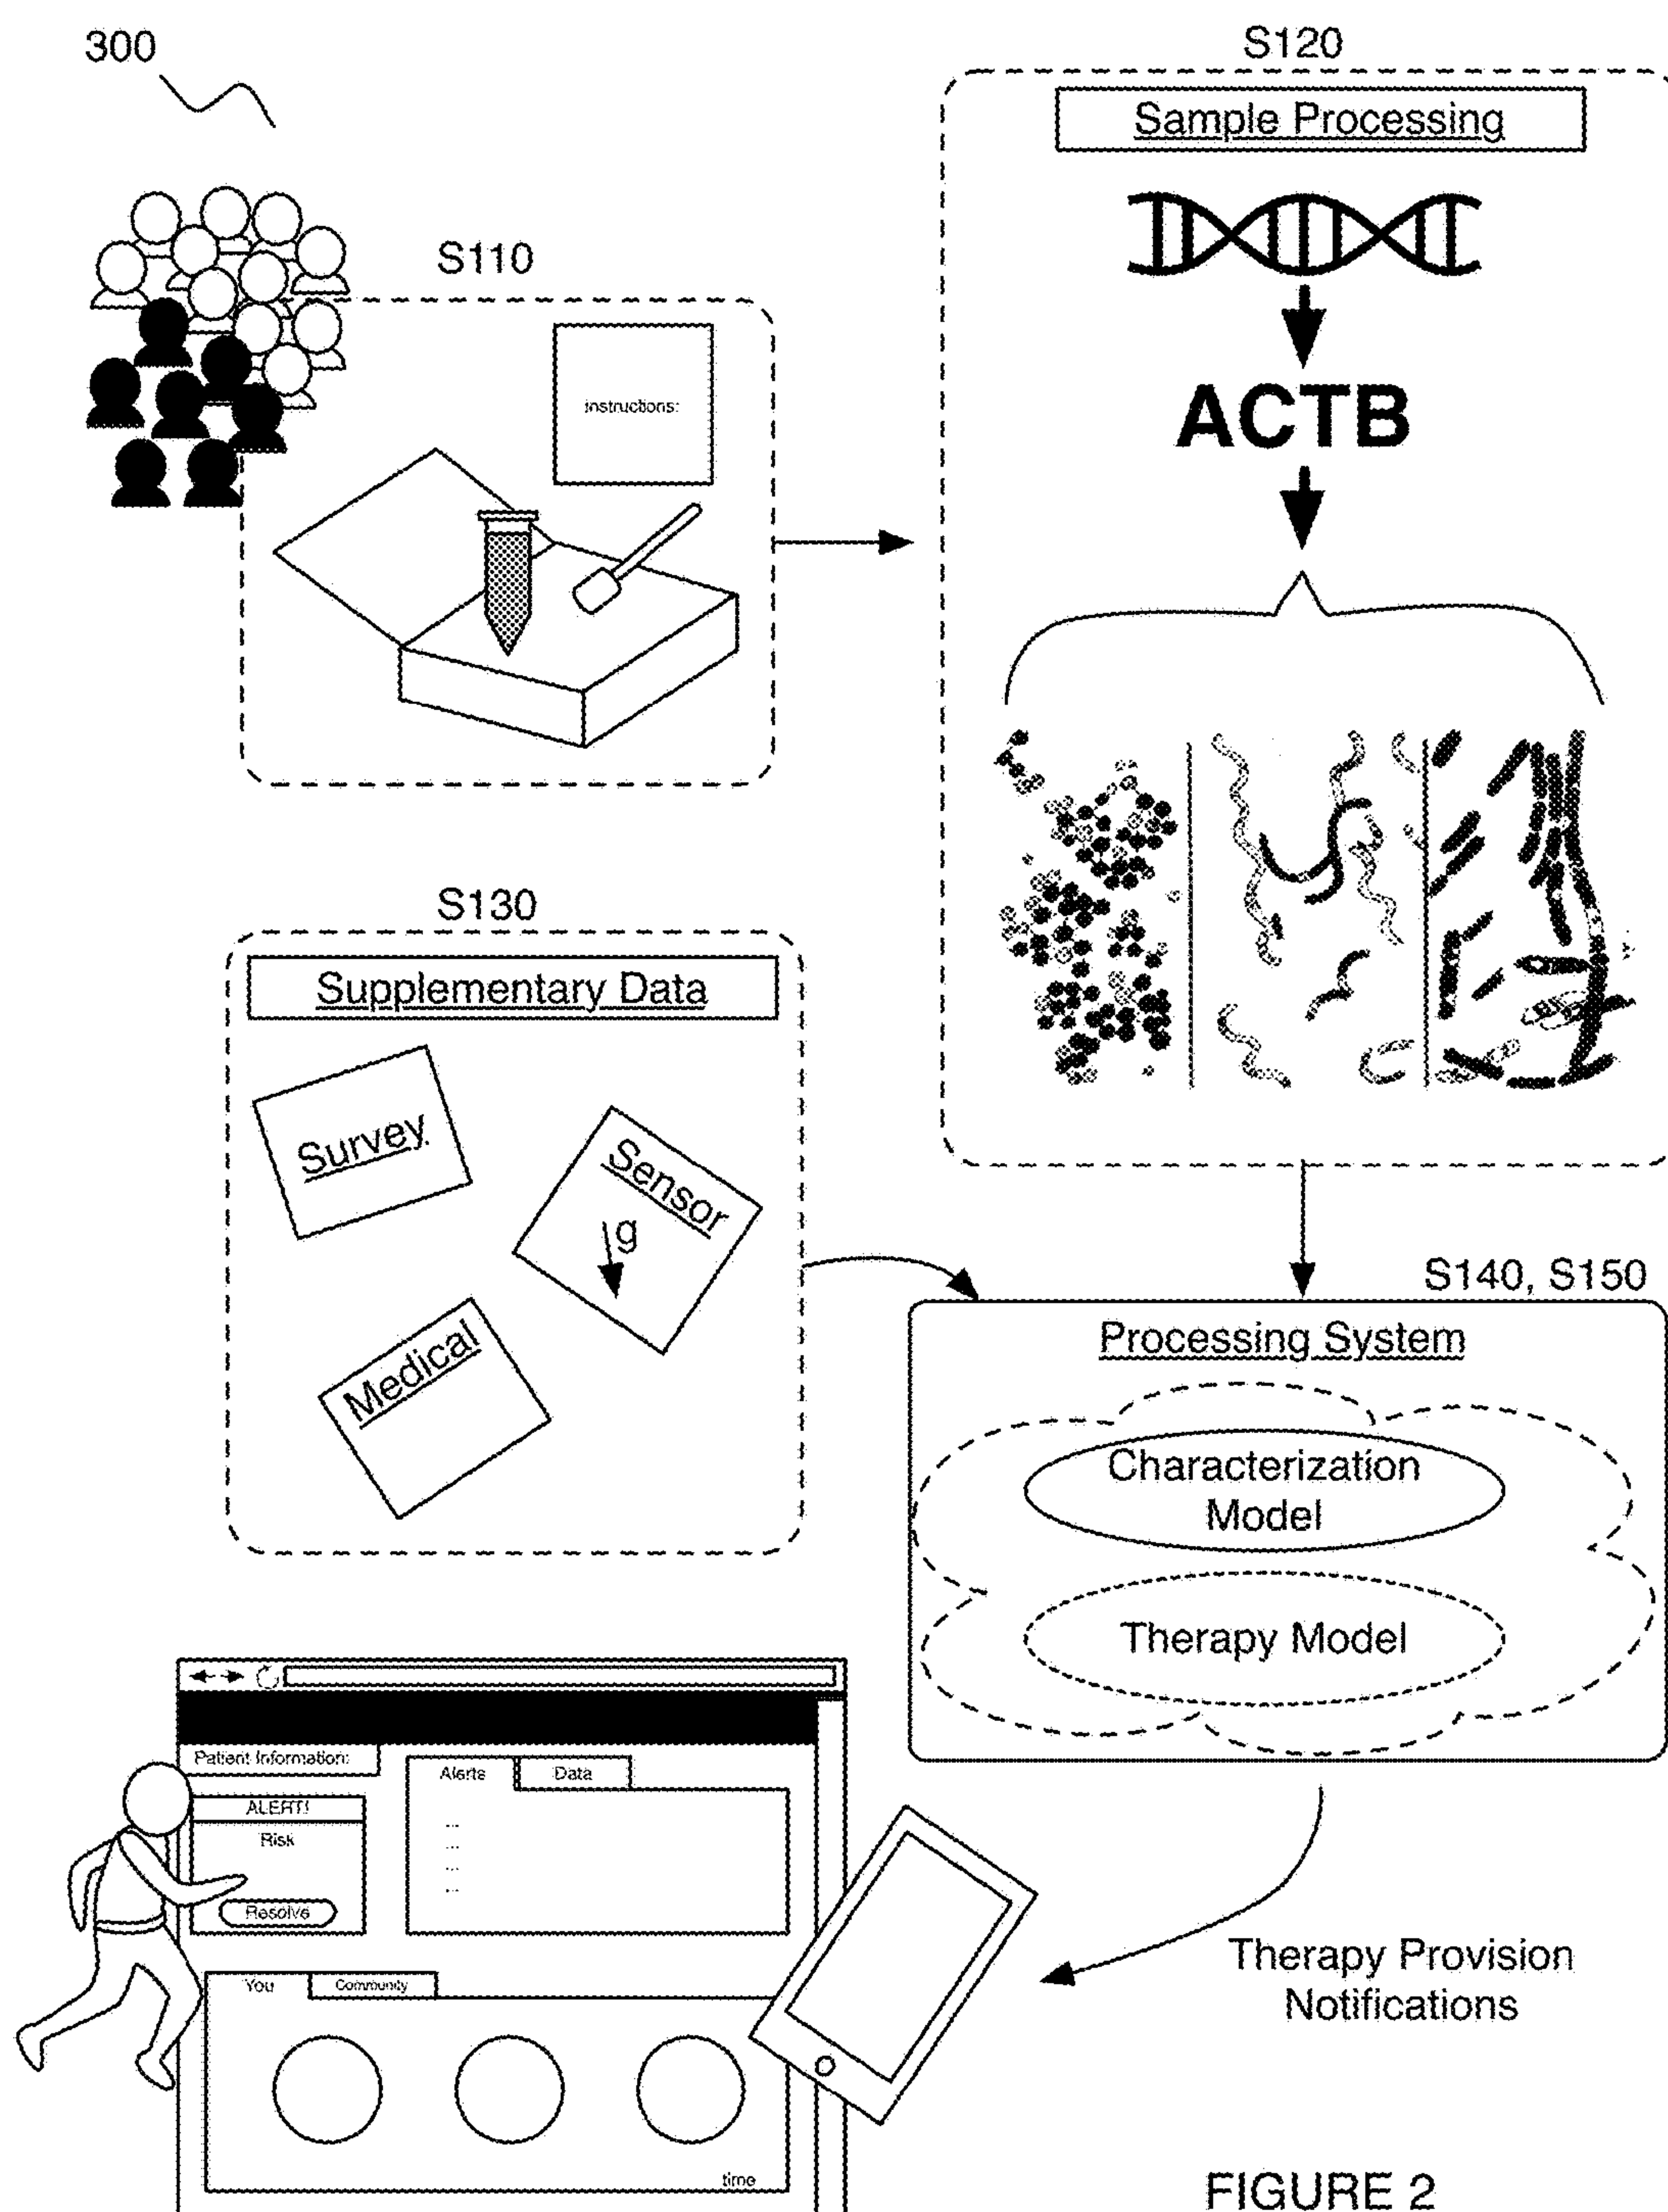 300
S110
instructions:
S120
Sample Processing
ACTB
S130
Supplementary Data
Survey
Sensor
g
Medical
S140, S150
Processing System
Characterization
Model
Therapy Model
Therapy Provision
Notifications
Patient Information:
ALERT!
Risk
Resolve
Alerts
Data
...
...
...
...
You
Community
time
FIGURE 2